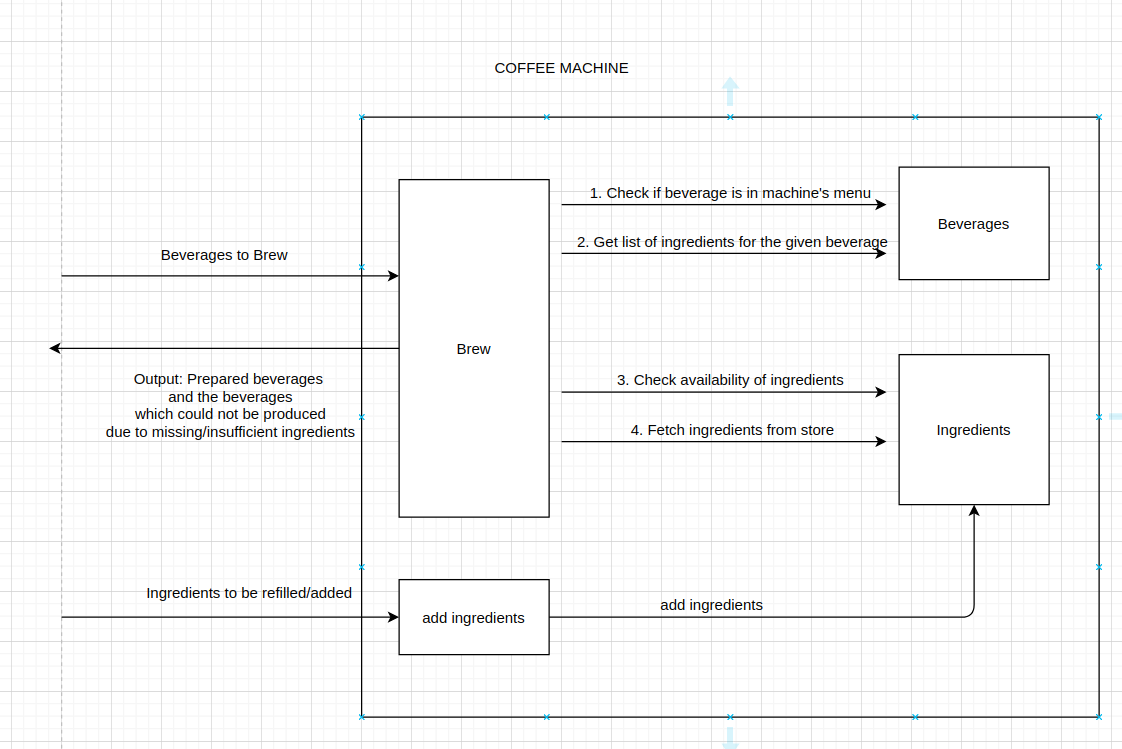 COFFEE MACHINE
1. Check if beverage is in machine's menu
Beverages
2. Get list of ingredients for the given beverage
Beverages to Brew
Brew
Output: Prepared beverages
and the beverages
which could not be produced
due to missing/insufficient ingredients
3. Check availability of ingredients
4. Fetch ingredients from store
Ingredients
Ingredients to be refilled/added
add ingredients
add ingredients